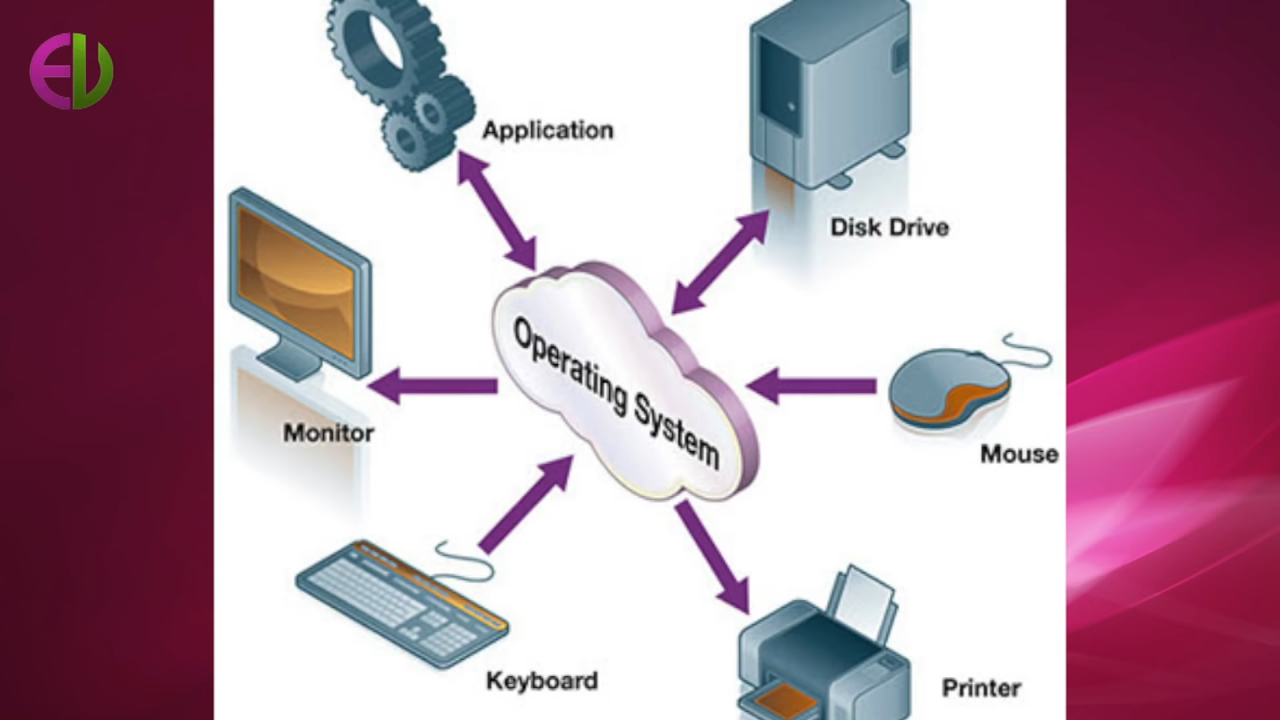 Application
Disk Drive
Operating System
Monitor
Mouse
Keyboard
Printer